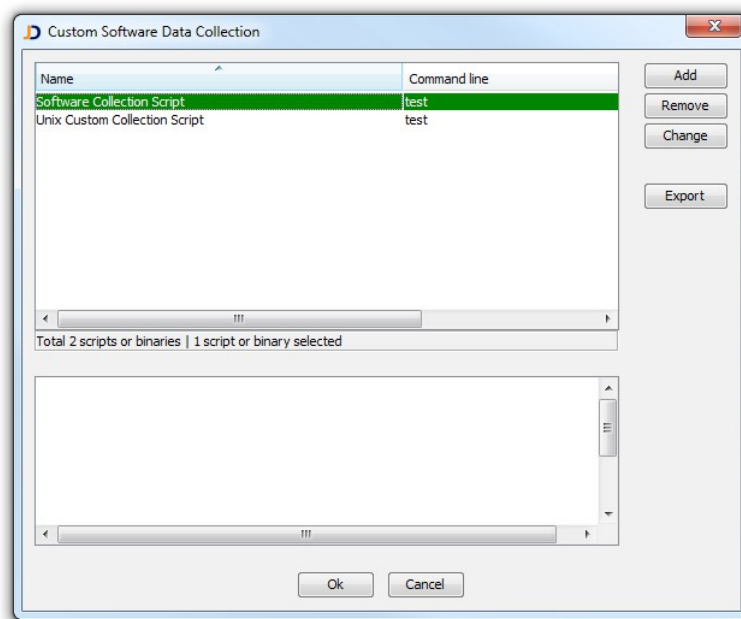 Custom Software Data Collection
Name Command line
Software Collection Script test
Unix Custom Collection Script test
Add
Remove
Change
Export
Total 2 scripts or binaries | 1 script or binary selected
Ok Cancel